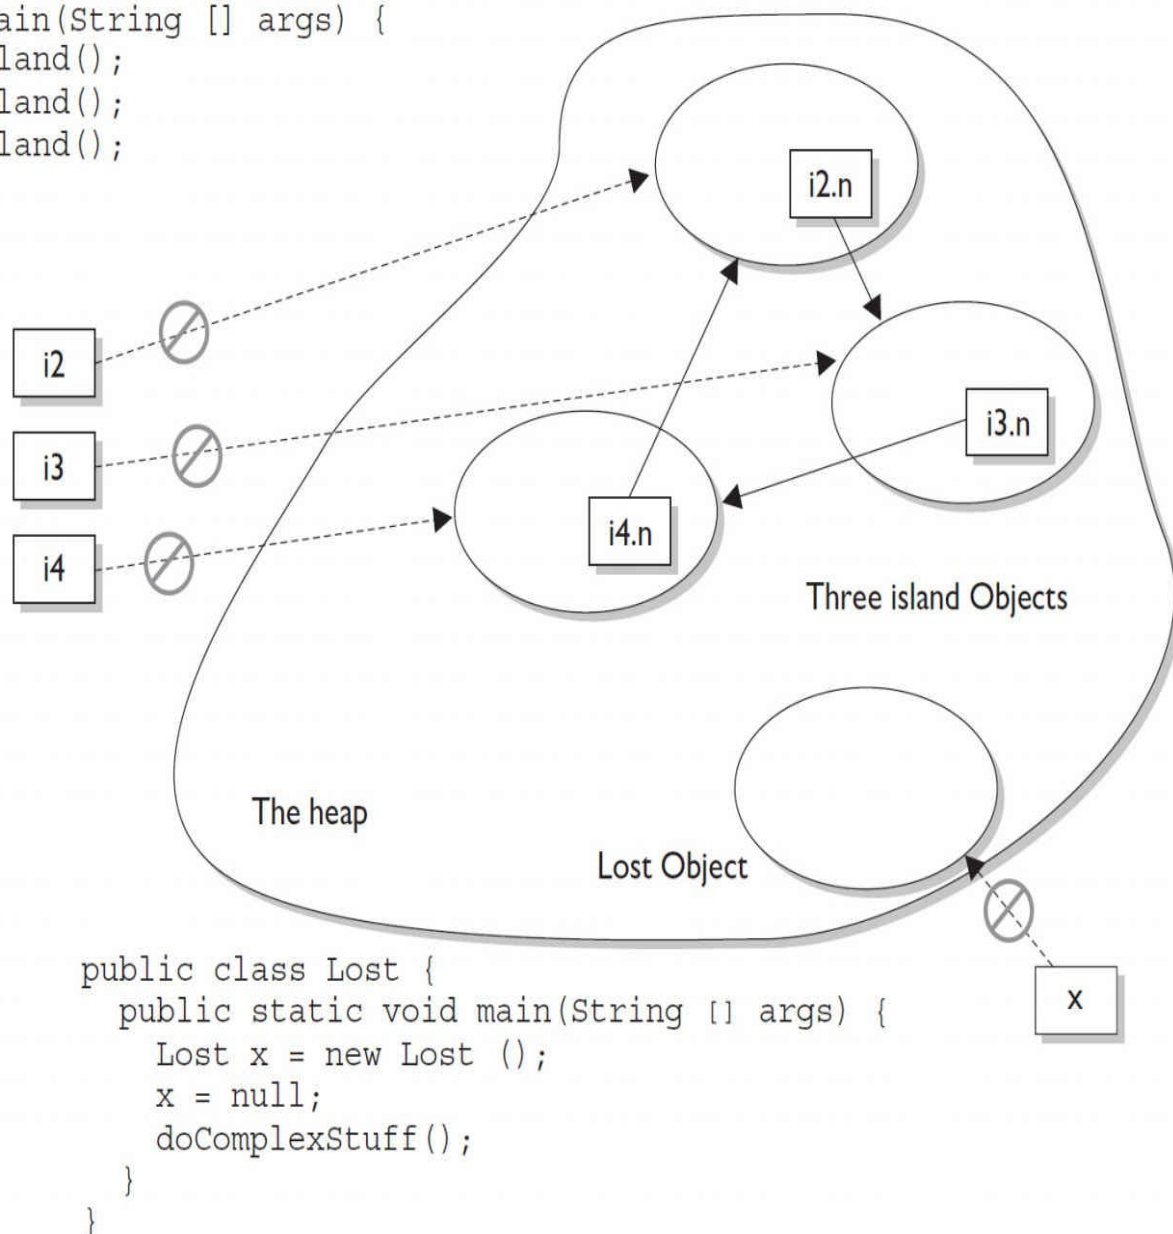 ain(String [] args) {
land();
land();
land();
i2.n
i2
i3.n
i3
i4.n
i4
Three island Objects
The heap
Lost Object
x
public class Lost {
public static void main(String [] args) {
Lost x = new Lost ();
x = null;
doComplexStuff();
}
}